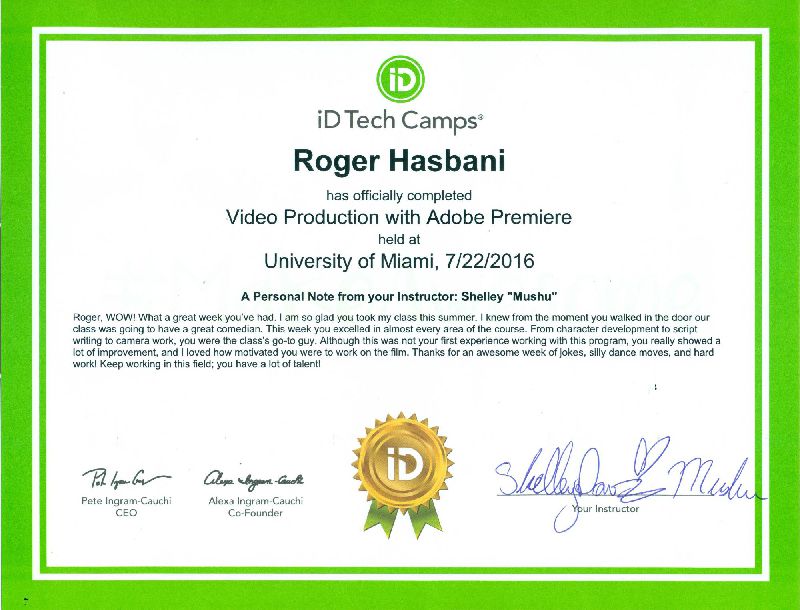 iD
iD Tech Camps®
Roger Hasbani
has officially completed
Video Production with Adobe Premiere
held at
University of Miami, 7/22/2016
A Personal Note from your Instructor: Shelley "Mushu"
Roger, WOW! What a great week you've had. I am so glad you took my class this summer. I knew from the moment you walked in the door our
class was going to have a great comedian. This week you excelled in almost every area of the course. From character development to script
writing to camera work, you were the class's go-to guy. Although this was not your first experience working with this program, you really showed a
lot of improvement, and I loved how motivated you were to work on the film. Thanks for an awesome week of jokes, silly dance moves, and hard
work! Keep working in this field; you have a lot of talent!
iD
Shelley Mushu
Pete Ingram-Cauchi
CEO
Alexa Ingram-Cauchi
Co-Founder
Your Instructor